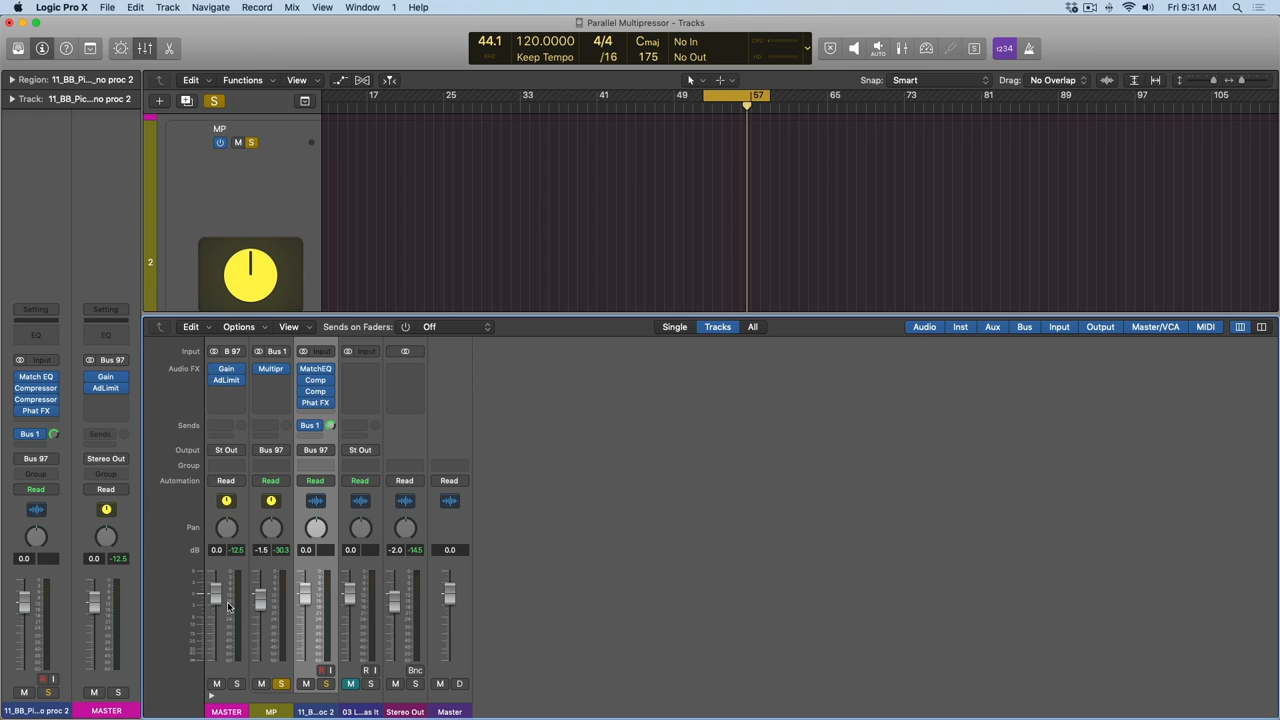 Logic Pro X File Edit Track Navigate Record Mix View Window 1 Help Fri 9:31 AM
Parallel Multipressor - Tracks
44.1 120.0000 4/4 Cmaj No In
KHZ Keep Tempo /16 175 No Out
1234
Region: 11_BB_Pi..._no proc 2 Edit Functions View Snap: Smart Drag: No Overlap
Track: 11_BB_Pic...no proc 2 S 17 25 33 41 49 57 65 73 81 89 97 105
MP
M S
2
Setting Setting
EQ EQ
Input Bus 97
Match EQ Gain
Compressor AdLimit
Compressor
Phat FX
Bus 1 Sends
Bus 97 Stereo Out
Group Group
Read Read
0.0 0.0 -12.5
R I
M S M S
11_BB_Pi...o proc 2 MASTER
Edit Options View Sends on Faders: Off Single Tracks All Audio Inst Aux Bus Input Output Master/VCA MIDI
Input B 97 Bus 1 Input Input
Audio FX Gain Multipr MatchEQ
AdLimit Comp
Comp
Phat FX
Sends Bus 1
Output St Out Bus 97 Bus 97 St Out
Group
Automation Read Read Read Read Read Read
Pan
dB 0.0 -12.5 -1.5 -30.3 0.0 0.0 -2.0 -14.5 0.0
R I R I Bnc
M S M S M S M S M S M D
MASTER MP 11_B...oc 2 03 L...as It Stereo Out Master